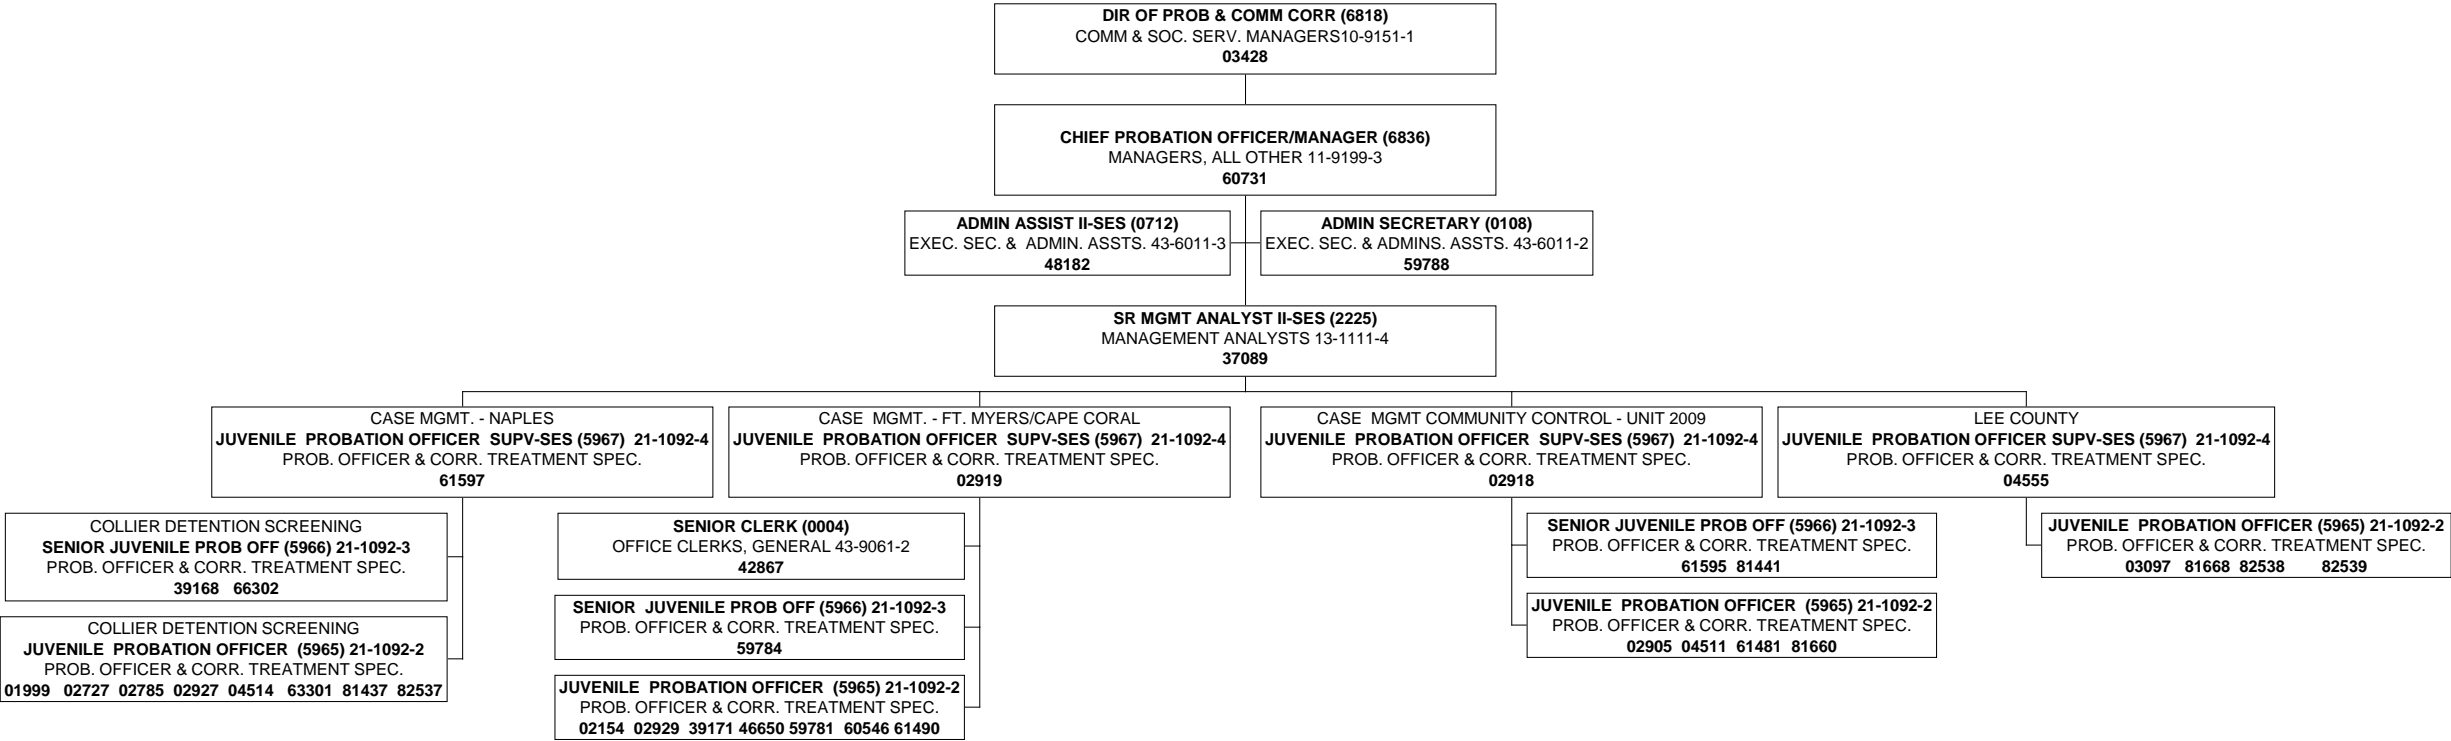 DIR OF PROB & COMM CORR (6818)
COMM & SOC. SERV. MANAGERS10-9151-1
03428
CHIEF PROBATION OFFICER/MANAGER (6836)
MANAGERS, ALL OTHER 11-9199-3
60731
ADMIN ASSIST II-SES (0712)
EXEC. SEC. & ADMIN. ASSTS. 43-6011-3
48182
ADMIN SECRETARY (0108)
EXEC. SEC. & ADMINS. ASSTS. 43-6011-2
59788
SR MGMT ANALYST II-SES (2225)
MANAGEMENT ANALYSTS 13-1111-4
37089
CASE MGMT. - NAPLES
JUVENILE PROBATION OFFICER SUPV-SES (5967) 21-1092-4
PROB. OFFICER & CORR. TREATMENT SPEC.
61597
COLLIER DETENTION SCREENING
SENIOR JUVENILE PROB OFF (5966) 21-1092-3
PROB. OFFICER & CORR. TREATMENT SPEC.
39168 66302
COLLIER DETENTION SCREENING
JUVENILE PROBATION OFFICER (5965) 21-1092-2
PROB. OFFICER & CORR. TREATMENT SPEC.
01999 02727 02785 02927 04514 63301 81437 82537
CASE MGMT. - FT. MYERS/CAPE CORAL
JUVENILE PROBATION OFFICER SUPV-SES (5967) 21-1092-4
PROB. OFFICER & CORR. TREATMENT SPEC.
02919
SENIOR CLERK (0004)
OFFICE CLERKS, GENERAL 43-9061-2
42867
SENIOR JUVENILE PROB OFF (5966) 21-1092-3
PROB. OFFICER & CORR. TREATMENT SPEC.
59784
JUVENILE PROBATION OFFICER (5965) 21-1092-2
PROB. OFFICER & CORR. TREATMENT SPEC.
02154 02929 39171 46650 59781 60546 61490
CASE MGMT COMMUNITY CONTROL - UNIT 2009
JUVENILE PROBATION OFFICER SUPV-SES (5967) 21-1092-4
PROB. OFFICER & CORR. TREATMENT SPEC.
02918
SENIOR JUVENILE PROB OFF (5966) 21-1092-3
PROB. OFFICER & CORR. TREATMENT SPEC.
61595 81441
JUVENILE PROBATION OFFICER (5965) 21-1092-2
PROB. OFFICER & CORR. TREATMENT SPEC.
02905 04511 61481 81660
LEE COUNTY
JUVENILE PROBATION OFFICER SUPV-SES (5967) 21-1092-4
PROB. OFFICER & CORR. TREATMENT SPEC.
04555
JUVENILE PROBATION OFFICER (5965) 21-1092-2
PROB. OFFICER & CORR. TREATMENT SPEC.
03097 81668 82538 82539